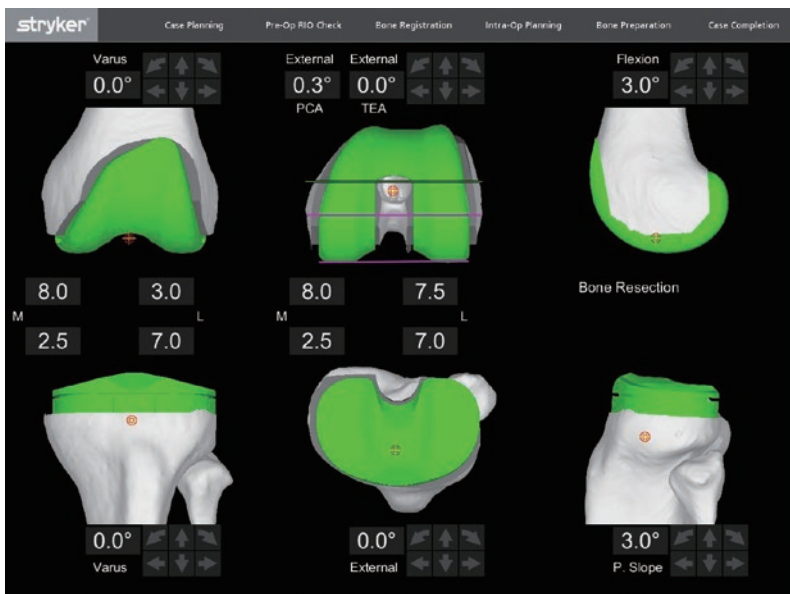 stryker
Case Planning
Pre-Op RIO Check
Bone Registration
Intra-Op Planning
Bone Preparation
Case Completion
Varus
0.0°
External External
0.3° 0.0°
PCA TEA
Flexion
3.0°
8.0 3.0
M L
2.5 7.0
8.0 7.5
M L
2.5 7.0
Bone Resection
0.0°
Varus
0.0°
External
3.0°
P. Slope